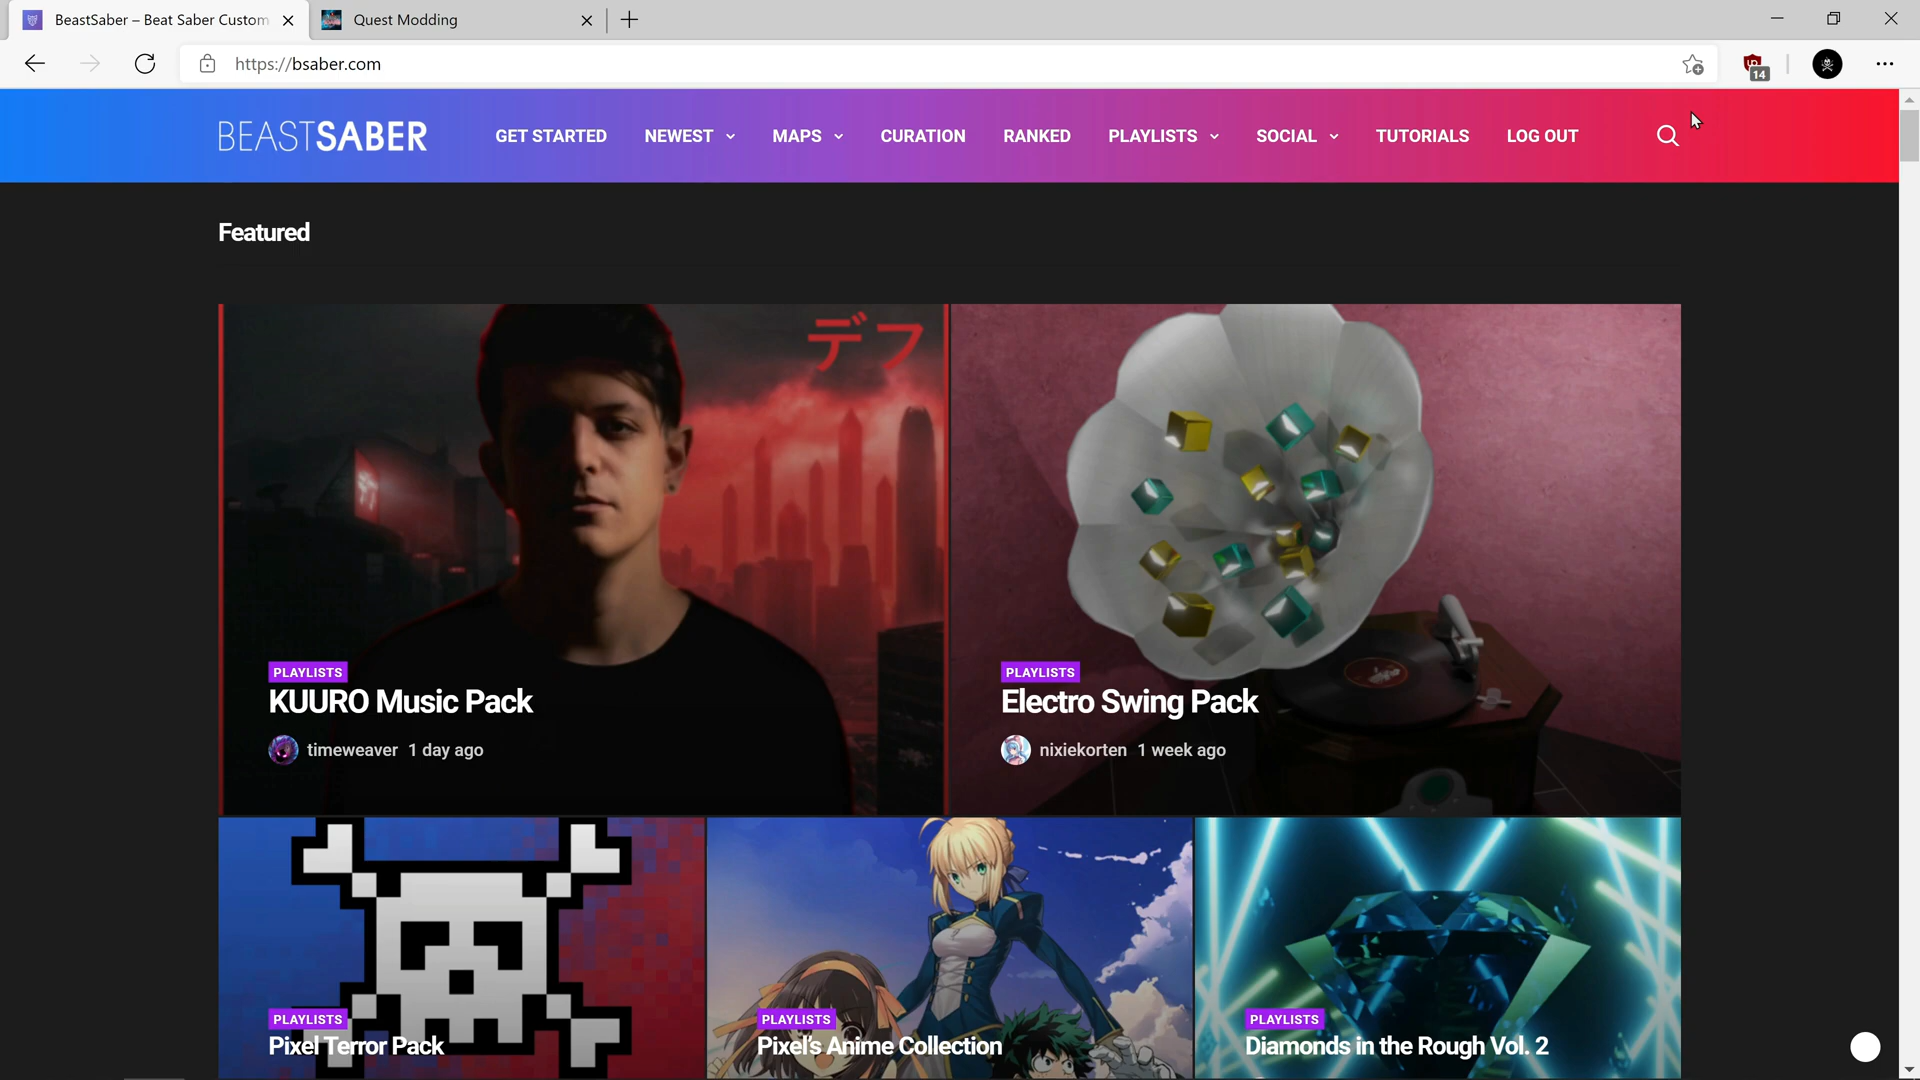 BeastSaber – Beat Saber Custom
Quest Modding
https://bsaber.com
14
BEASTSABER
GET STARTED
NEWEST
MAPS
CURATION
RANKED
PLAYLISTS
SOCIAL
TUTORIALS
LOG OUT
Featured
デフ
PLAYLISTS
KUURO Music Pack
timeweaver 1 day ago
PLAYLISTS
Electro Swing Pack
nixiekorten 1 week ago
PLAYLISTS
Pixel Terror Pack
PLAYLISTS
Pixel's Anime Collection
PLAYLISTS
Diamonds in the Rough Vol. 2